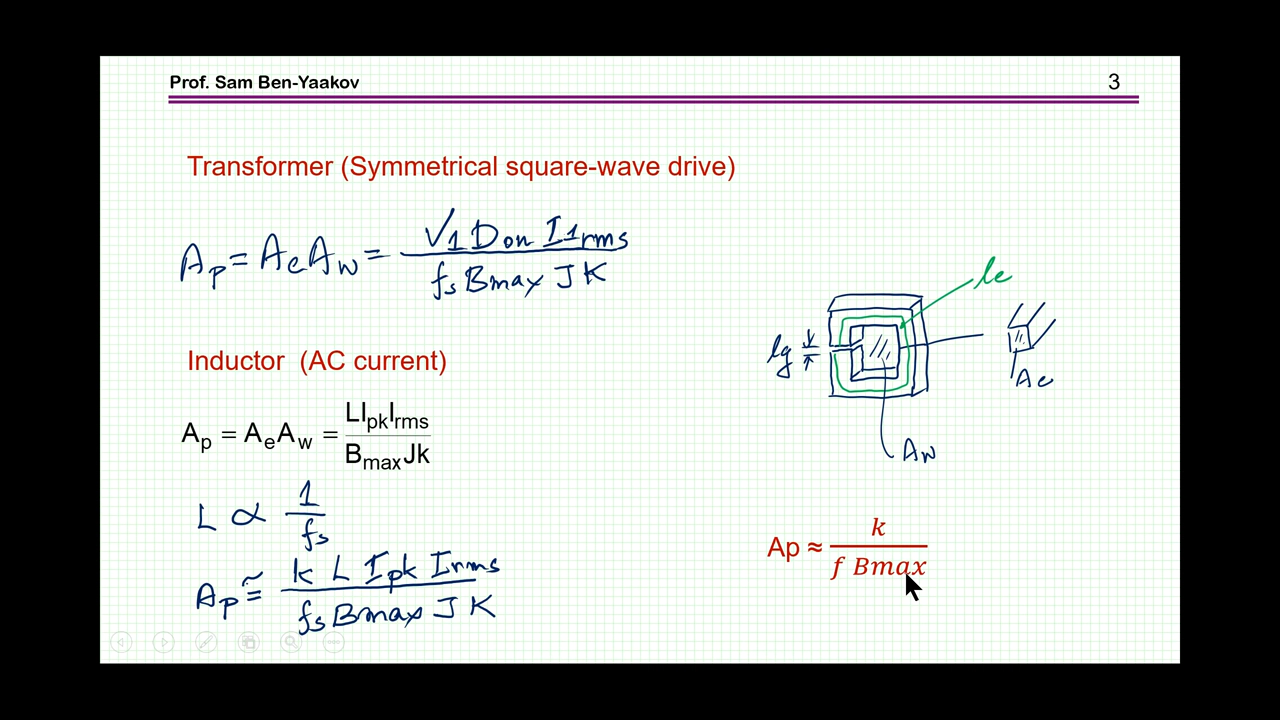 Prof. Sam Ben-Yaakov
3
Transformer (Symmetrical square-wave drive)
Ap = AeAw = V1 Don I1rms / fs Bmax J K
Inductor (AC current)
Ap = AeAw = LIpkIrms / BmaxJk
L ∝ 1 / fs
Ap ≅ k L Ipk Irms / fs Bmax J K
le
lg
Ae
Aw
Ap ≈ k / f Bmax